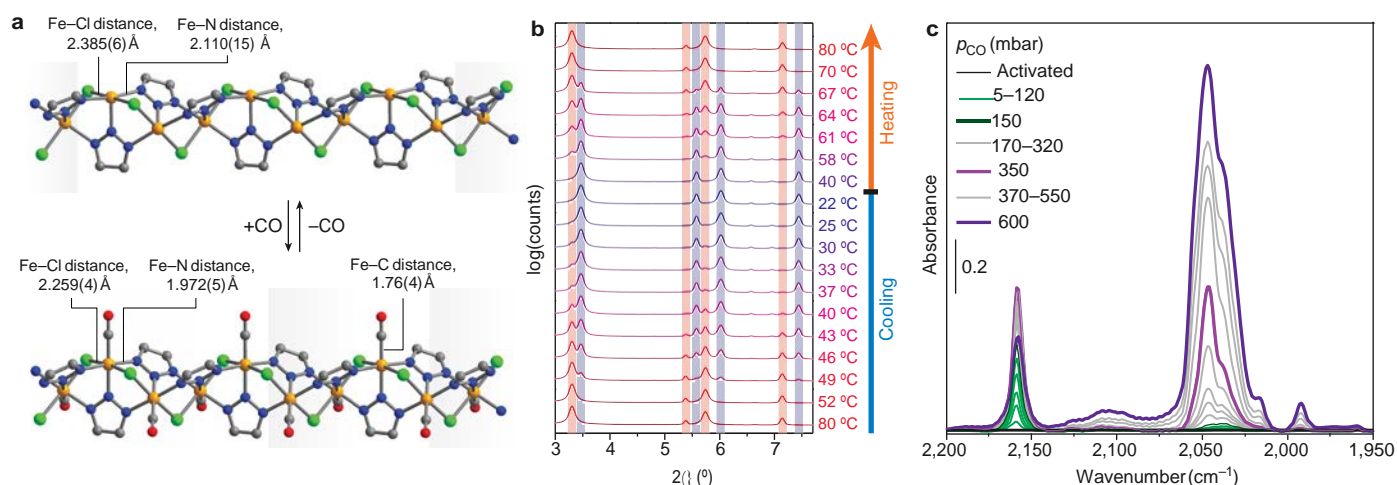 a
Fe–Cl distance,
2.385(6) Å
Fe–N distance,
2.110(15) Å
+CO
–CO
Fe–Cl distance,
2.259(4) Å
Fe–N distance,
1.972(5) Å
Fe–C distance,
1.76(4) Å
b
log(counts)
80 ºC
70 ºC
67 ºC
64 ºC
61 ºC
58 ºC
40 ºC
22 ºC
25 ºC
30 ºC
33 ºC
37 ºC
40 ºC
43 ºC
46 ºC
49 ºC
52 ºC
80 ºC
Heating
Cooling
3 4 5 6 7
(º)
c
pCO (mbar)
Activated
5–120
150
170–320
350
370–550
600
0.2
Absorbance
2,200 2,150 2,100 2,050 2,000 1,950
Wavenumber (cm–1)